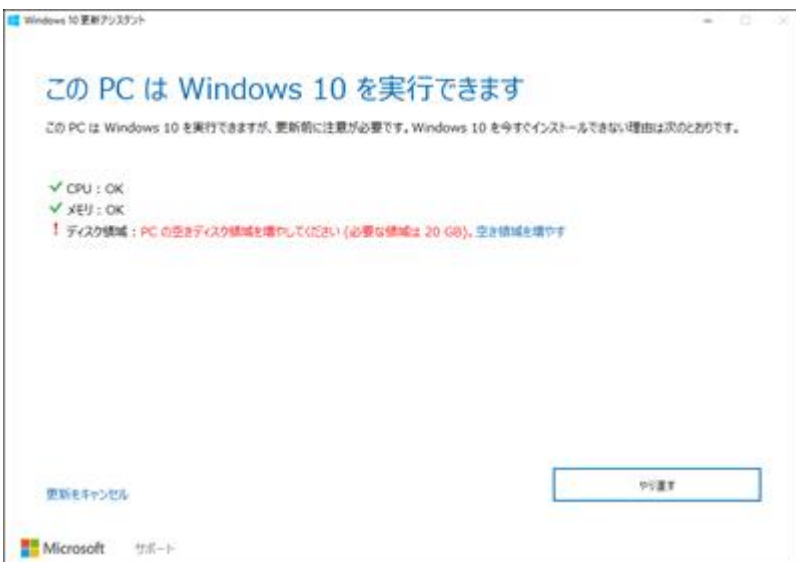 Windows 10 更新アシスタント
この PC は Windows 10 を実行できます
この PC は Windows 10 を実行できますが、更新前に注意が必要です。Windows 10 を今すぐインストールできない理由は次のとおりです。
CPU : OK
メモリ : OK
ディスク領域 : PC の空きディスク領域を増やしてください (必要な領域は 20 GB)。空き領域を増やす
更新をキャンセル
やり直す
Microsoft サポート